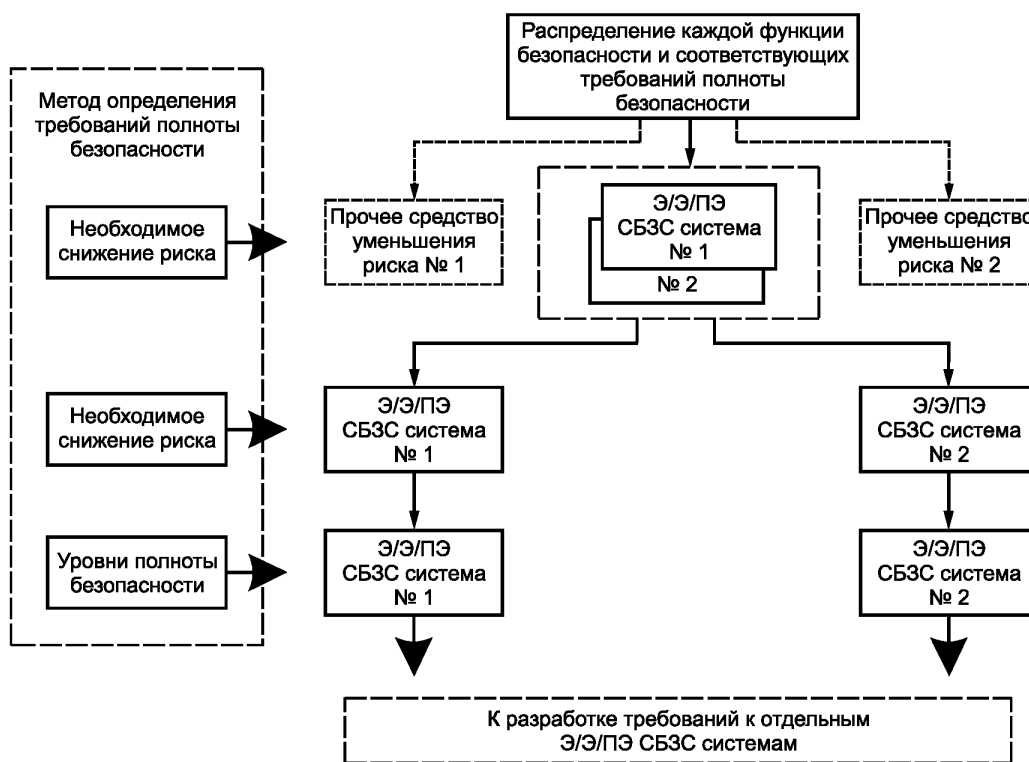 Распределение каждой функции
безопасности и соответствующих
требований полноты
безопасности
Метод определения
требований полноты
безопасности
Необходимое
снижение риска
Прочее средство
уменьшения
риска № 1
Э/Э/ПЭ
СБЗС система
№ 1
№ 2
Прочее средство
уменьшения
риска № 2
Необходимое
снижение риска
Э/Э/ПЭ
СБЗС система
№ 1
Э/Э/ПЭ
СБЗС система
№ 2
Уровни полноты
безопасности
Э/Э/ПЭ
СБЗС система
№ 1
Э/Э/ПЭ
СБЗС система
№ 2
К разработке требований к отдельным
Э/Э/ПЭ СБЗС системам